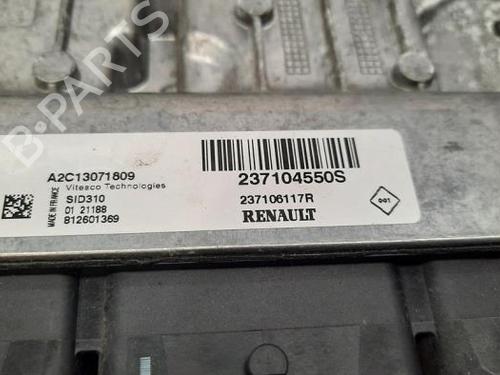 B-PARTS
A2C13071809
Vitesco Technologies
MADE IN FRANCE
SID310
01 21188
812601369
237104550S
237106117R
RENAULT
001